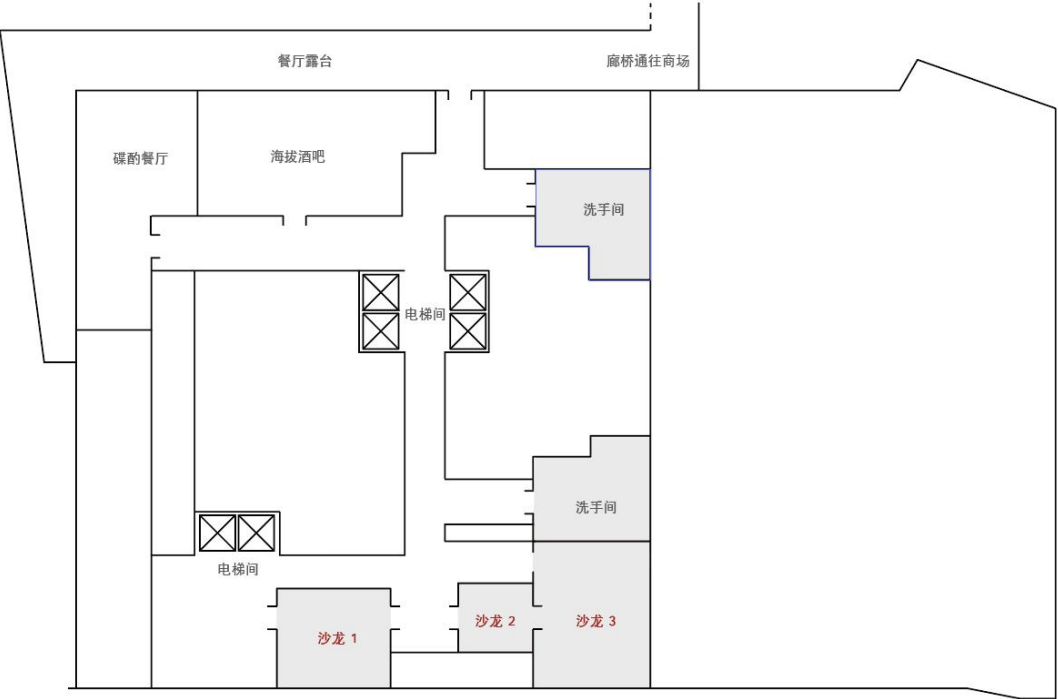 餐厅露台
廊桥通往商场
碟酌餐厅
海拔酒吧
洗手间
电梯间
洗手间
电梯间
沙龙 1
沙龙 2
沙龙 3